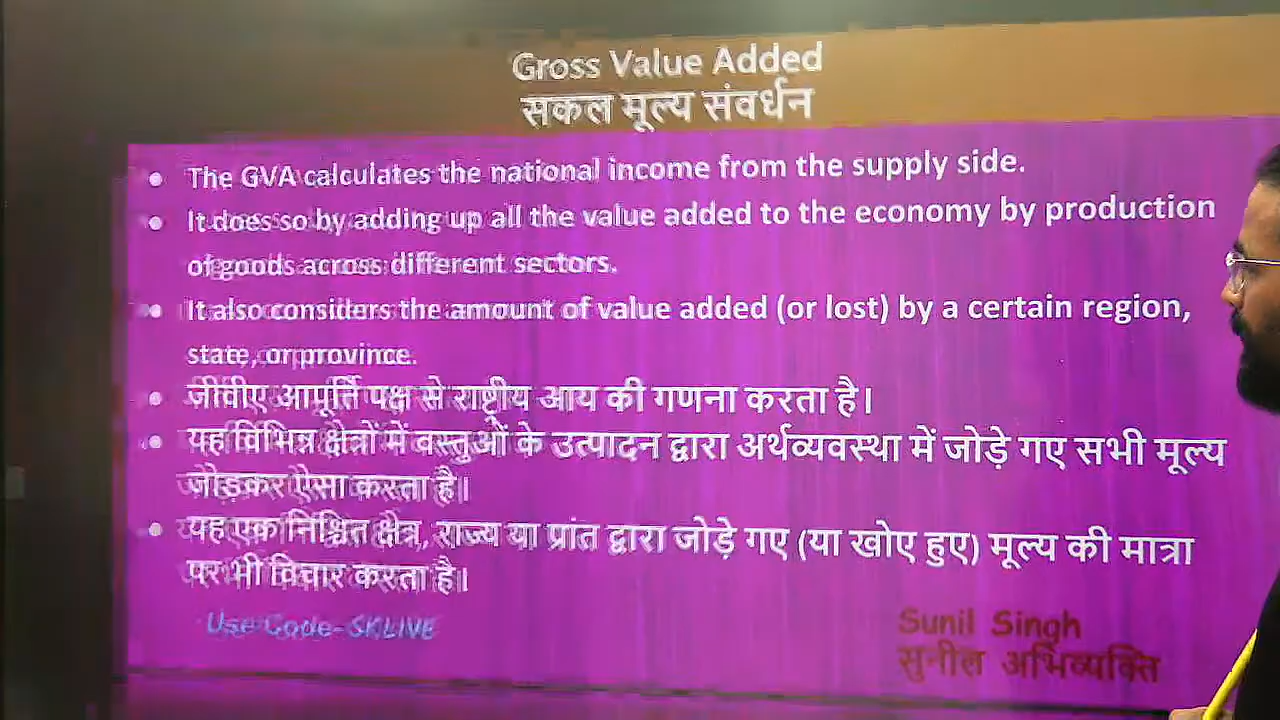 Gross Value Added
सकल मूल्य संवर्धन
The GVA calculates the national income from the supply side.
It does so by adding up all the value added to the economy by production
of goods across different sectors.
It also considers the amount of value added (or lost) by a certain region,
state, or province.
जीवीए आपूर्ति पक्ष से राष्ट्रीय आय की गणना करता है।
यह विभिन्न क्षेत्रों में वस्तुओं के उत्पादन द्वारा अर्थव्यवस्था में जोड़े गए सभी मूल्य
जोड़कर ऐसा करता है।
यह एक निश्चित क्षेत्र, राज्य या प्रांत द्वारा जोड़े गए (या खोए हुए) मूल्य की मात्रा
पर भी विचार करता है।
Use Code- SKLIVE
Sunil Singh
सुनील अभिव्यक्ति